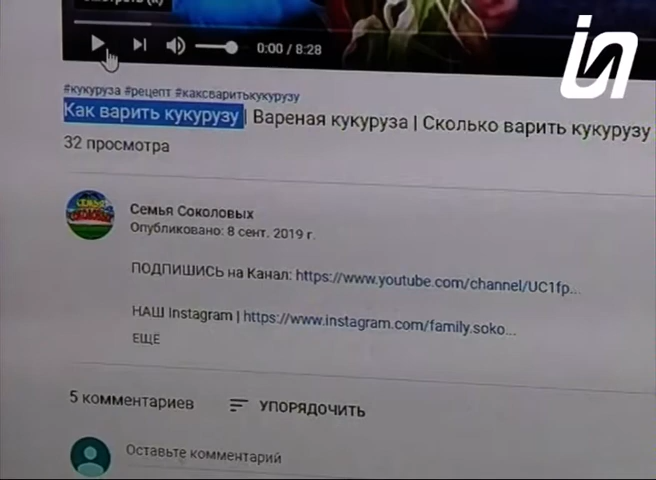 0:00 / 8:28
#кукуруза #рецепт #каксваритькукурузу
Как варить кукурузу | Вареная кукуруза | Сколько варить кукурузу
32 просмотра
СЕМЬЯ
СОКОЛОВЫХ
Семья Соколовых
Опубликовано: 8 сент. 2019 г.
ПОДПИШИСЬ на Канал: https://www.youtube.com/channel/UC1fp...
НАШ Instagram | https://www.instagram.com/family.soko...
ЕЩЁ
5 комментариев
УПОРЯДОЧИТЬ
Оставьте комментарий